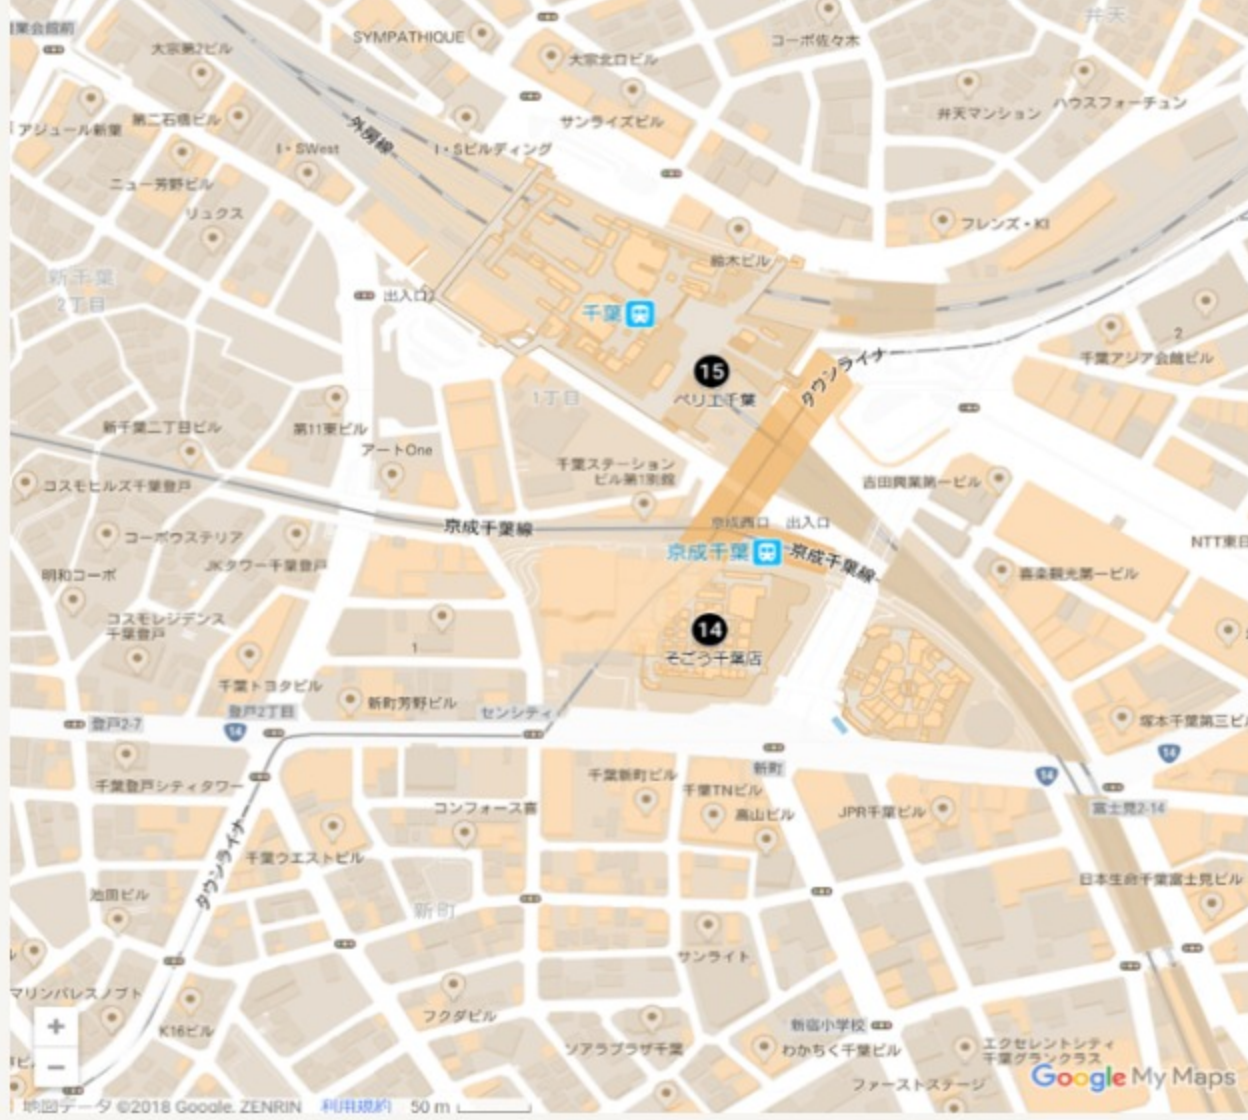 業会館前
弁天
SYMPATHIQUE
コーポ佐々木
大宗第2ビル
大宗北口ビル
ハウスフォーチュン
弁天マンション
第二石橋ビル
サンライズビル
アジュール新葉
外房線
I・SWest
I・Sビルディング
ニュー芳野ビル
リュクス
フレンズ・KI
鈴木ビル
新千葉
2丁目
出入口
千葉
2
タウンライナ
千葉アジア会館ビル
15
ペリエ千葉
1丁目
新千葉二丁目ビル
第11東ビル
アートOne
千葉ステーション
ビル第1別館
コスモヒルズ千葉登戸
吉田興業第一ビル
京成千葉線
京成西口
出入口
コーポウステリア
NTT東日
京成千葉
京成千葉線
JKタワー千葉登戸
明和コーポ
喜楽観光第一ビル
コスモレジデンス
千葉登戸
14
1
そごう千葉店
千葉トヨタビル
新町芳野ビル
登戸2丁目
センシティ
登戸2-7
14
塚本千葉第三ビル
14
千葉新町ビル
新町
14
千葉登戸シティタワー
千葉TNビル
コンフォース喜
高山ビル
JPR千葉ビル
富士見2-14
タウンライナー
千葉ウエストビル
日本生命千葉富士見ビル
池田ビル
新町
サンライト
マリンパレスノブト
フクダビル
K16ビル
新宿小学校
ソアラプラザ千葉
わかちく千葉ビル
エクセレントシティ
千葉グランクラス
ファーストステージ
Google My Maps
地図データ ©2018 Google, ZENRIN
利用規約
50 m